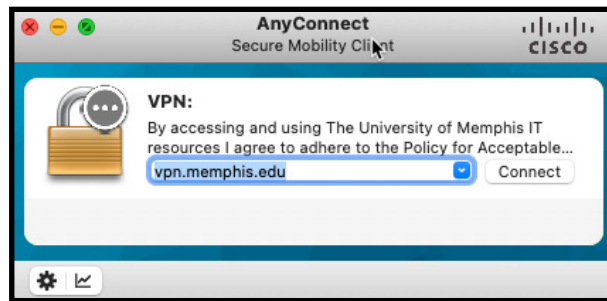 AnyConnect
Secure Mobility Client
CISCO
VPN:
By accessing and using The University of Memphis IT
resources I agree to adhere to the Policy for Acceptable...
vpn.memphis.edu
Connect